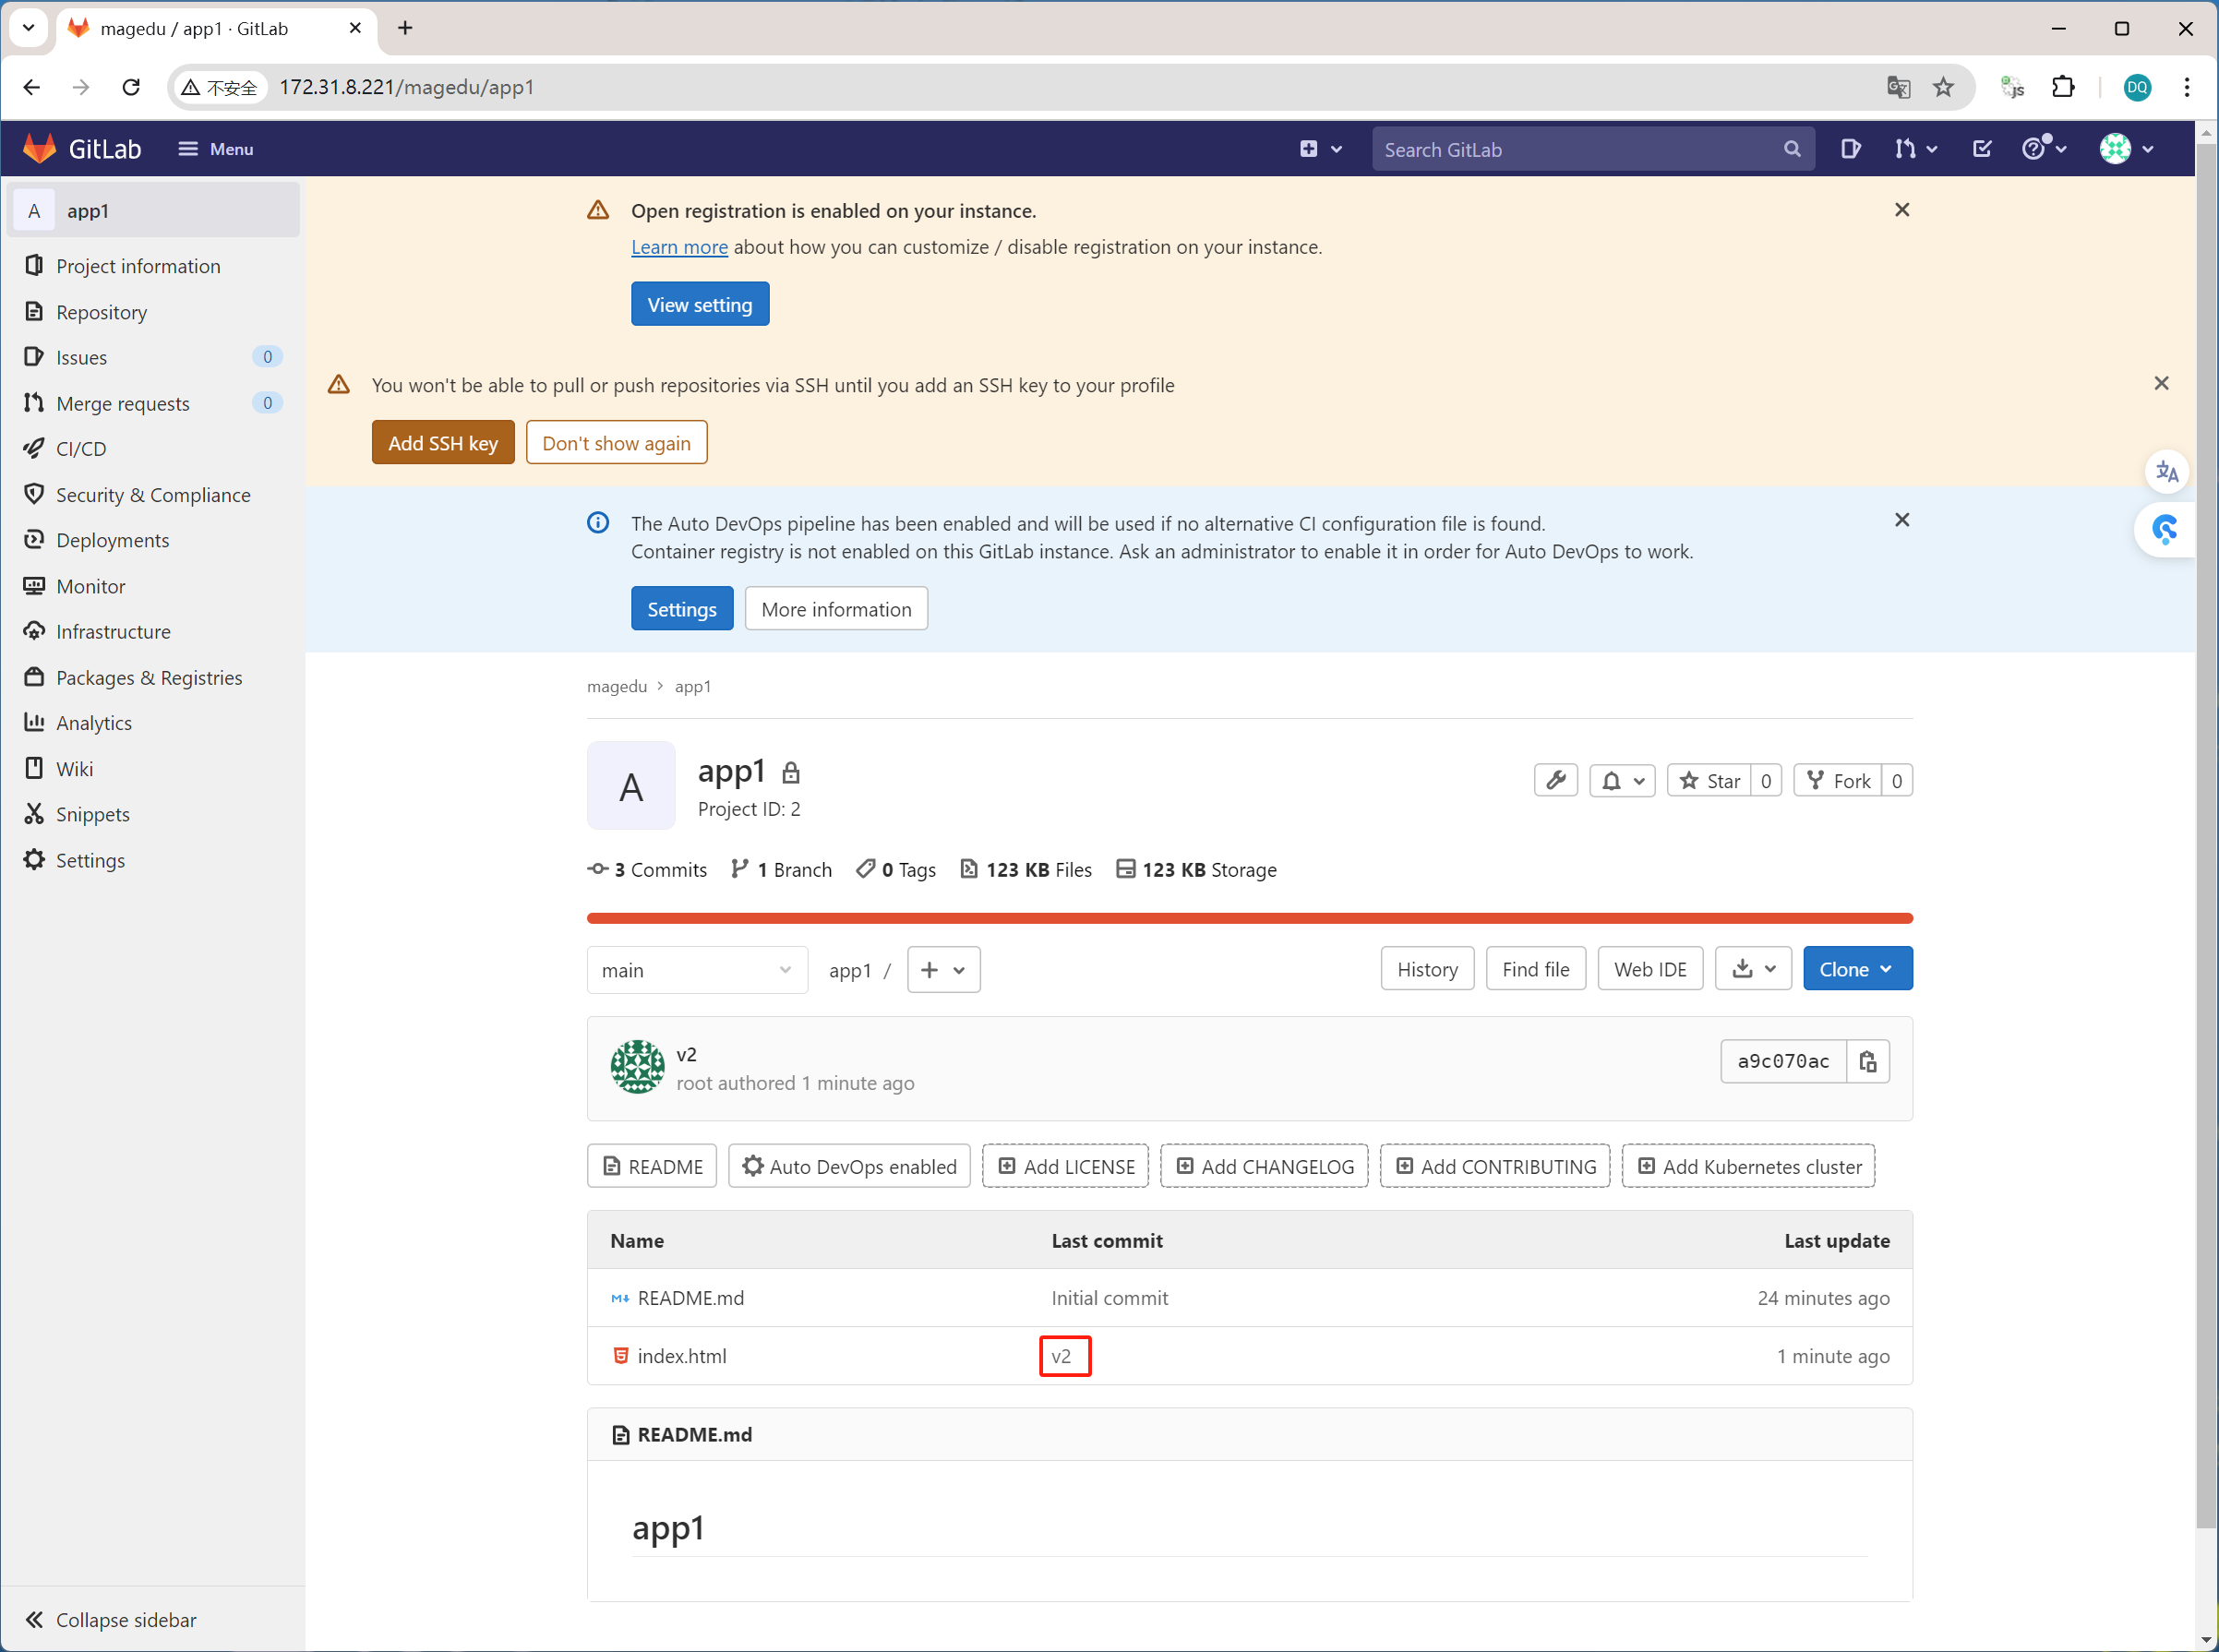 magedu / app1 · GitLab
不安全
172.31.8.221/magedu/app1
JS
DQ
GitLab
Menu
Search GitLab
A
app1
Project information
Repository
Issues 0
Merge requests 0
CI/CD
Security & Compliance
Deployments
Monitor
Infrastructure
Packages & Registries
Analytics
Wiki
Snippets
Settings
Collapse sidebar
Open registration is enabled on your instance.
Learn more about how you can customize / disable registration on your instance.
View setting
You won't be able to pull or push repositories via SSH until you add an SSH key to your profile
Add SSH key
Don't show again
The Auto DevOps pipeline has been enabled and will be used if no alternative CI configuration file is found.
Container registry is not enabled on this GitLab instance. Ask an administrator to enable it in order for Auto DevOps to work.
Settings
More information
magedu > app1
A
app1
Project ID: 2
Star 0
Fork 0
3 Commits 1 Branch 0 Tags 123 KB Files 123 KB Storage
main
app1 /
History
Find file
Web IDE
Clone
v2
root authored 1 minute ago
a9c070ac
README
Auto DevOps enabled
Add LICENSE
Add CHANGELOG
Add CONTRIBUTING
Add Kubernetes cluster
Name Last commit Last update
README.md Initial commit 24 minutes ago
index.html v2 1 minute ago
README.md
app1